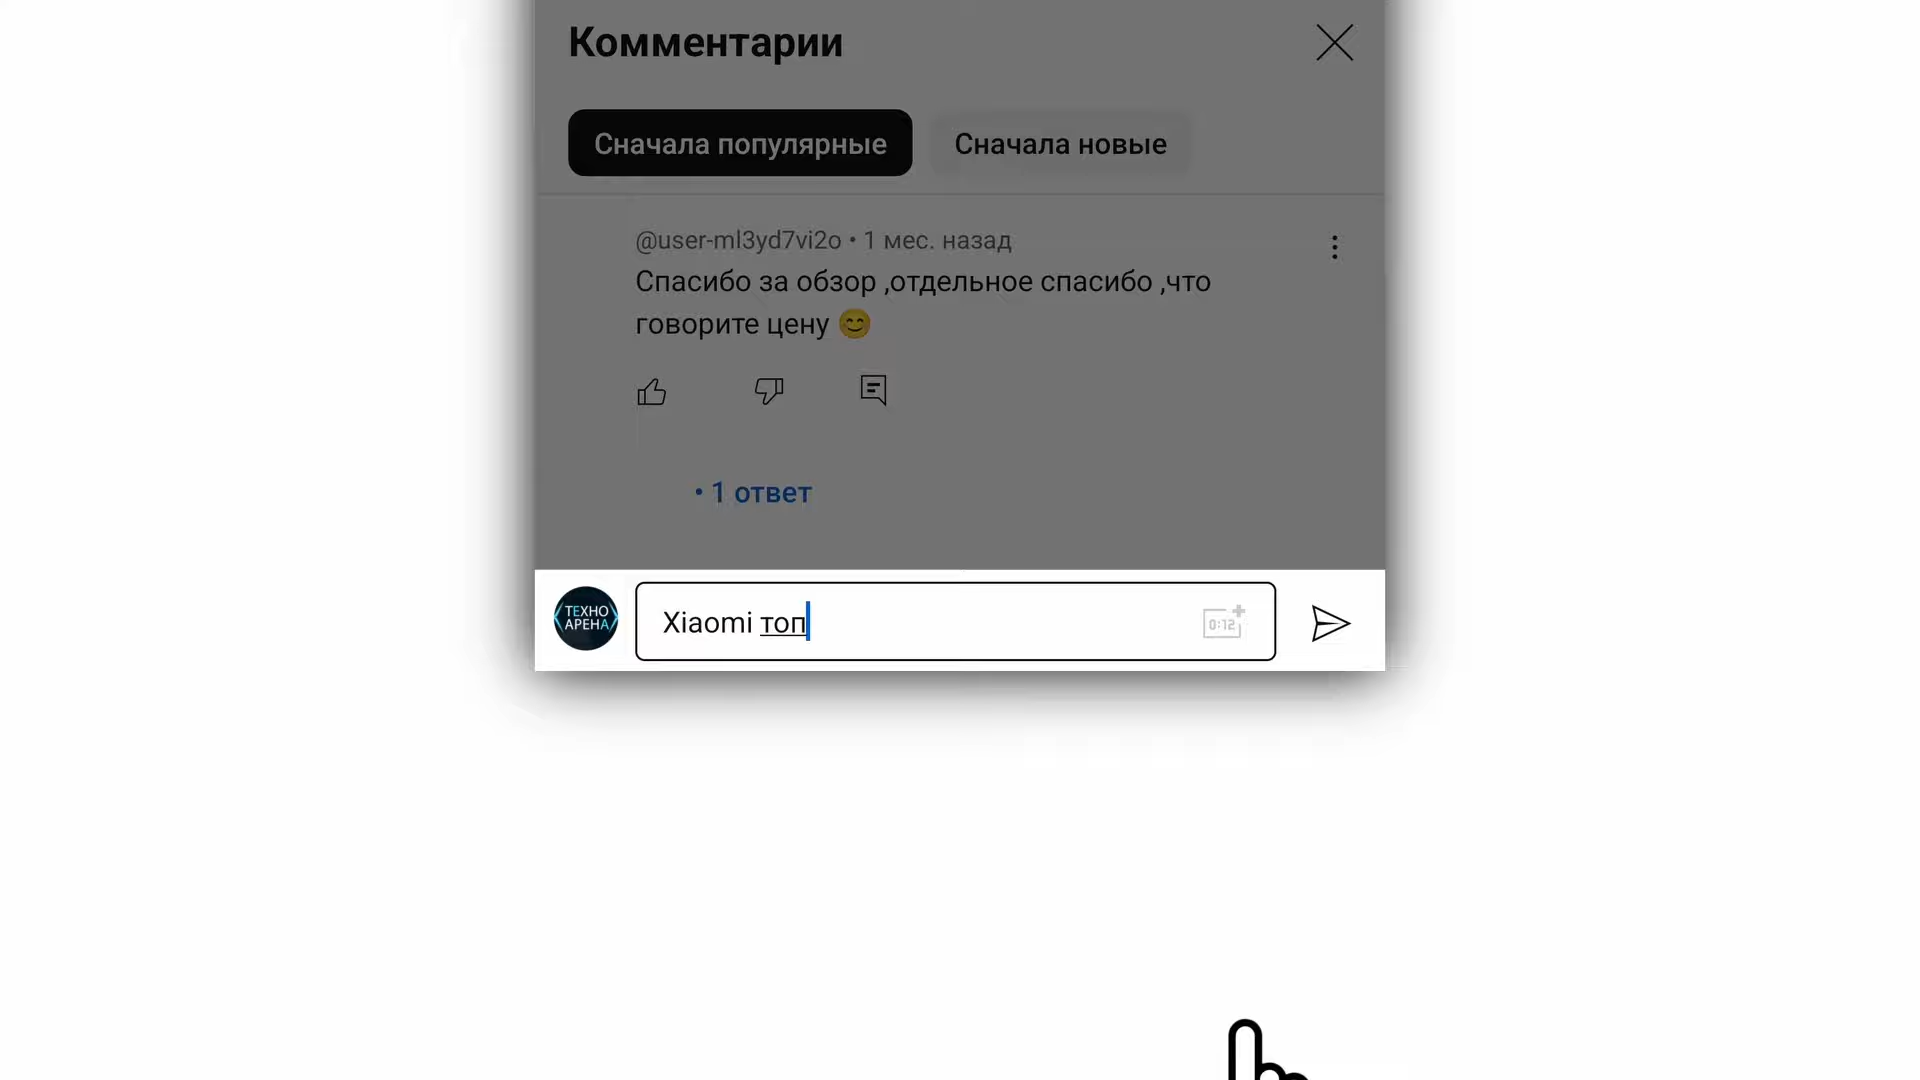 Комментарии
Сначала популярные
Сначала новые
@user-ml3yd7vi2o • 1 мес. назад
Спасибо за обзор ,отдельное спасибо ,что
говорите цену 😊
• 1 ответ
ТЕХНО
АРЕНА
Xiaomi топ
0:12